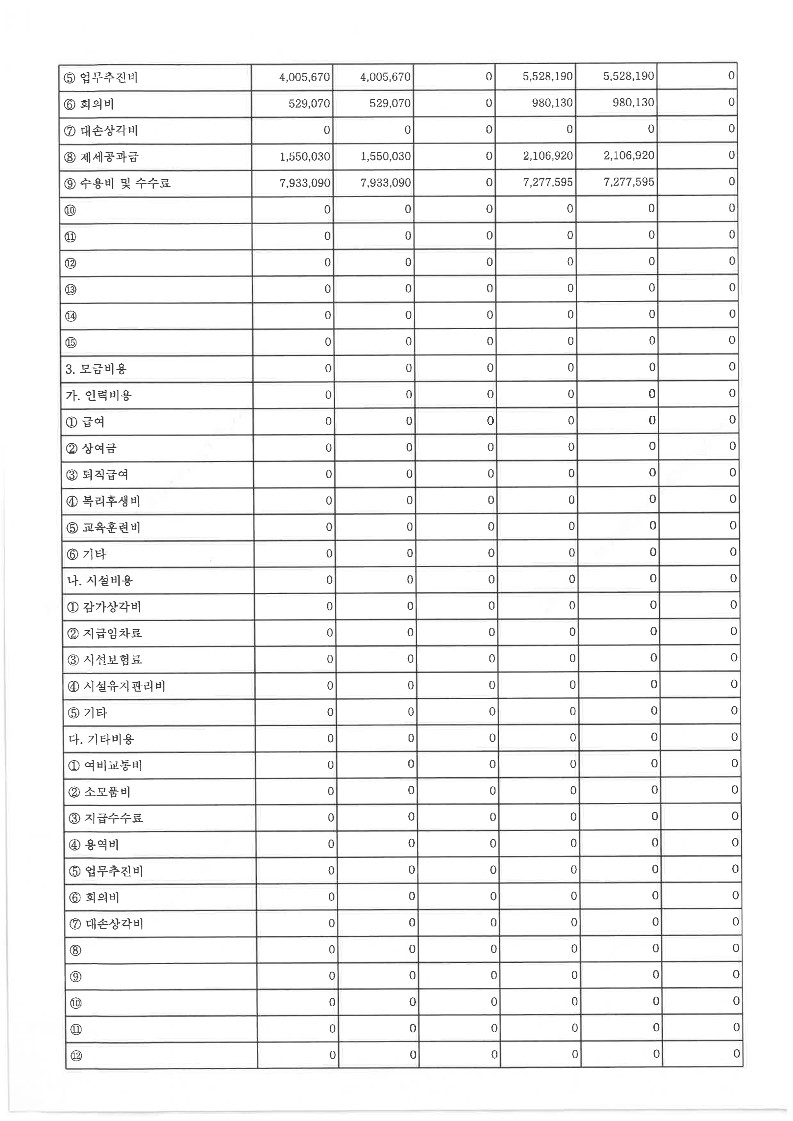 ⑤ 업무추진비 4,005,670 4,005,670 0 5,528,190 5,528,190 0
⑥ 회의비 529,070 529,070 0 980,130 980,130 0
⑦ 대손상각비 0 0 0 0 0 0
⑧ 제세공과금 1,550,030 1,550,030 0 2,106,920 2,106,920 0
⑨ 수용비 및 수수료 7,933,090 7,933,090 0 7,277,595 7,277,595 0
⑩ 0 0 0 0 0 0
⑪ 0 0 0 0 0 0
⑫ 0 0 0 0 0 0
⑬ 0 0 0 0 0 0
⑭ 0 0 0 0 0 0
⑮ 0 0 0 0 0 0
3. 모금비용 0 0 0 0 0 0
가. 인력비용 0 0 0 0 0 0
① 급여 0 0 0 0 0 0
② 상여금 0 0 0 0 0 0
③ 퇴직급여 0 0 0 0 0 0
④ 복리후생비 0 0 0 0 0 0
⑤ 교육훈련비 0 0 0 0 0 0
⑥ 기타 0 0 0 0 0 0
나. 시설비용 0 0 0 0 0 0
① 감가상각비 0 0 0 0 0 0
② 지급임차료 0 0 0 0 0 0
③ 시설보험료 0 0 0 0 0 0
④ 시설유지관리비 0 0 0 0 0 0
⑤ 기타 0 0 0 0 0 0
다. 기타비용 0 0 0 0 0 0
① 여비교통비 0 0 0 0 0 0
② 소모품비 0 0 0 0 0 0
③ 지급수수료 0 0 0 0 0 0
④ 용역비 0 0 0 0 0 0
⑤ 업무추진비 0 0 0 0 0 0
⑥ 회의비 0 0 0 0 0 0
⑦ 대손상각비 0 0 0 0 0 0
⑧ 0 0 0 0 0 0
⑨ 0 0 0 0 0 0
⑩ 0 0 0 0 0 0
⑪ 0 0 0 0 0 0
⑫ 0 0 0 0 0 0